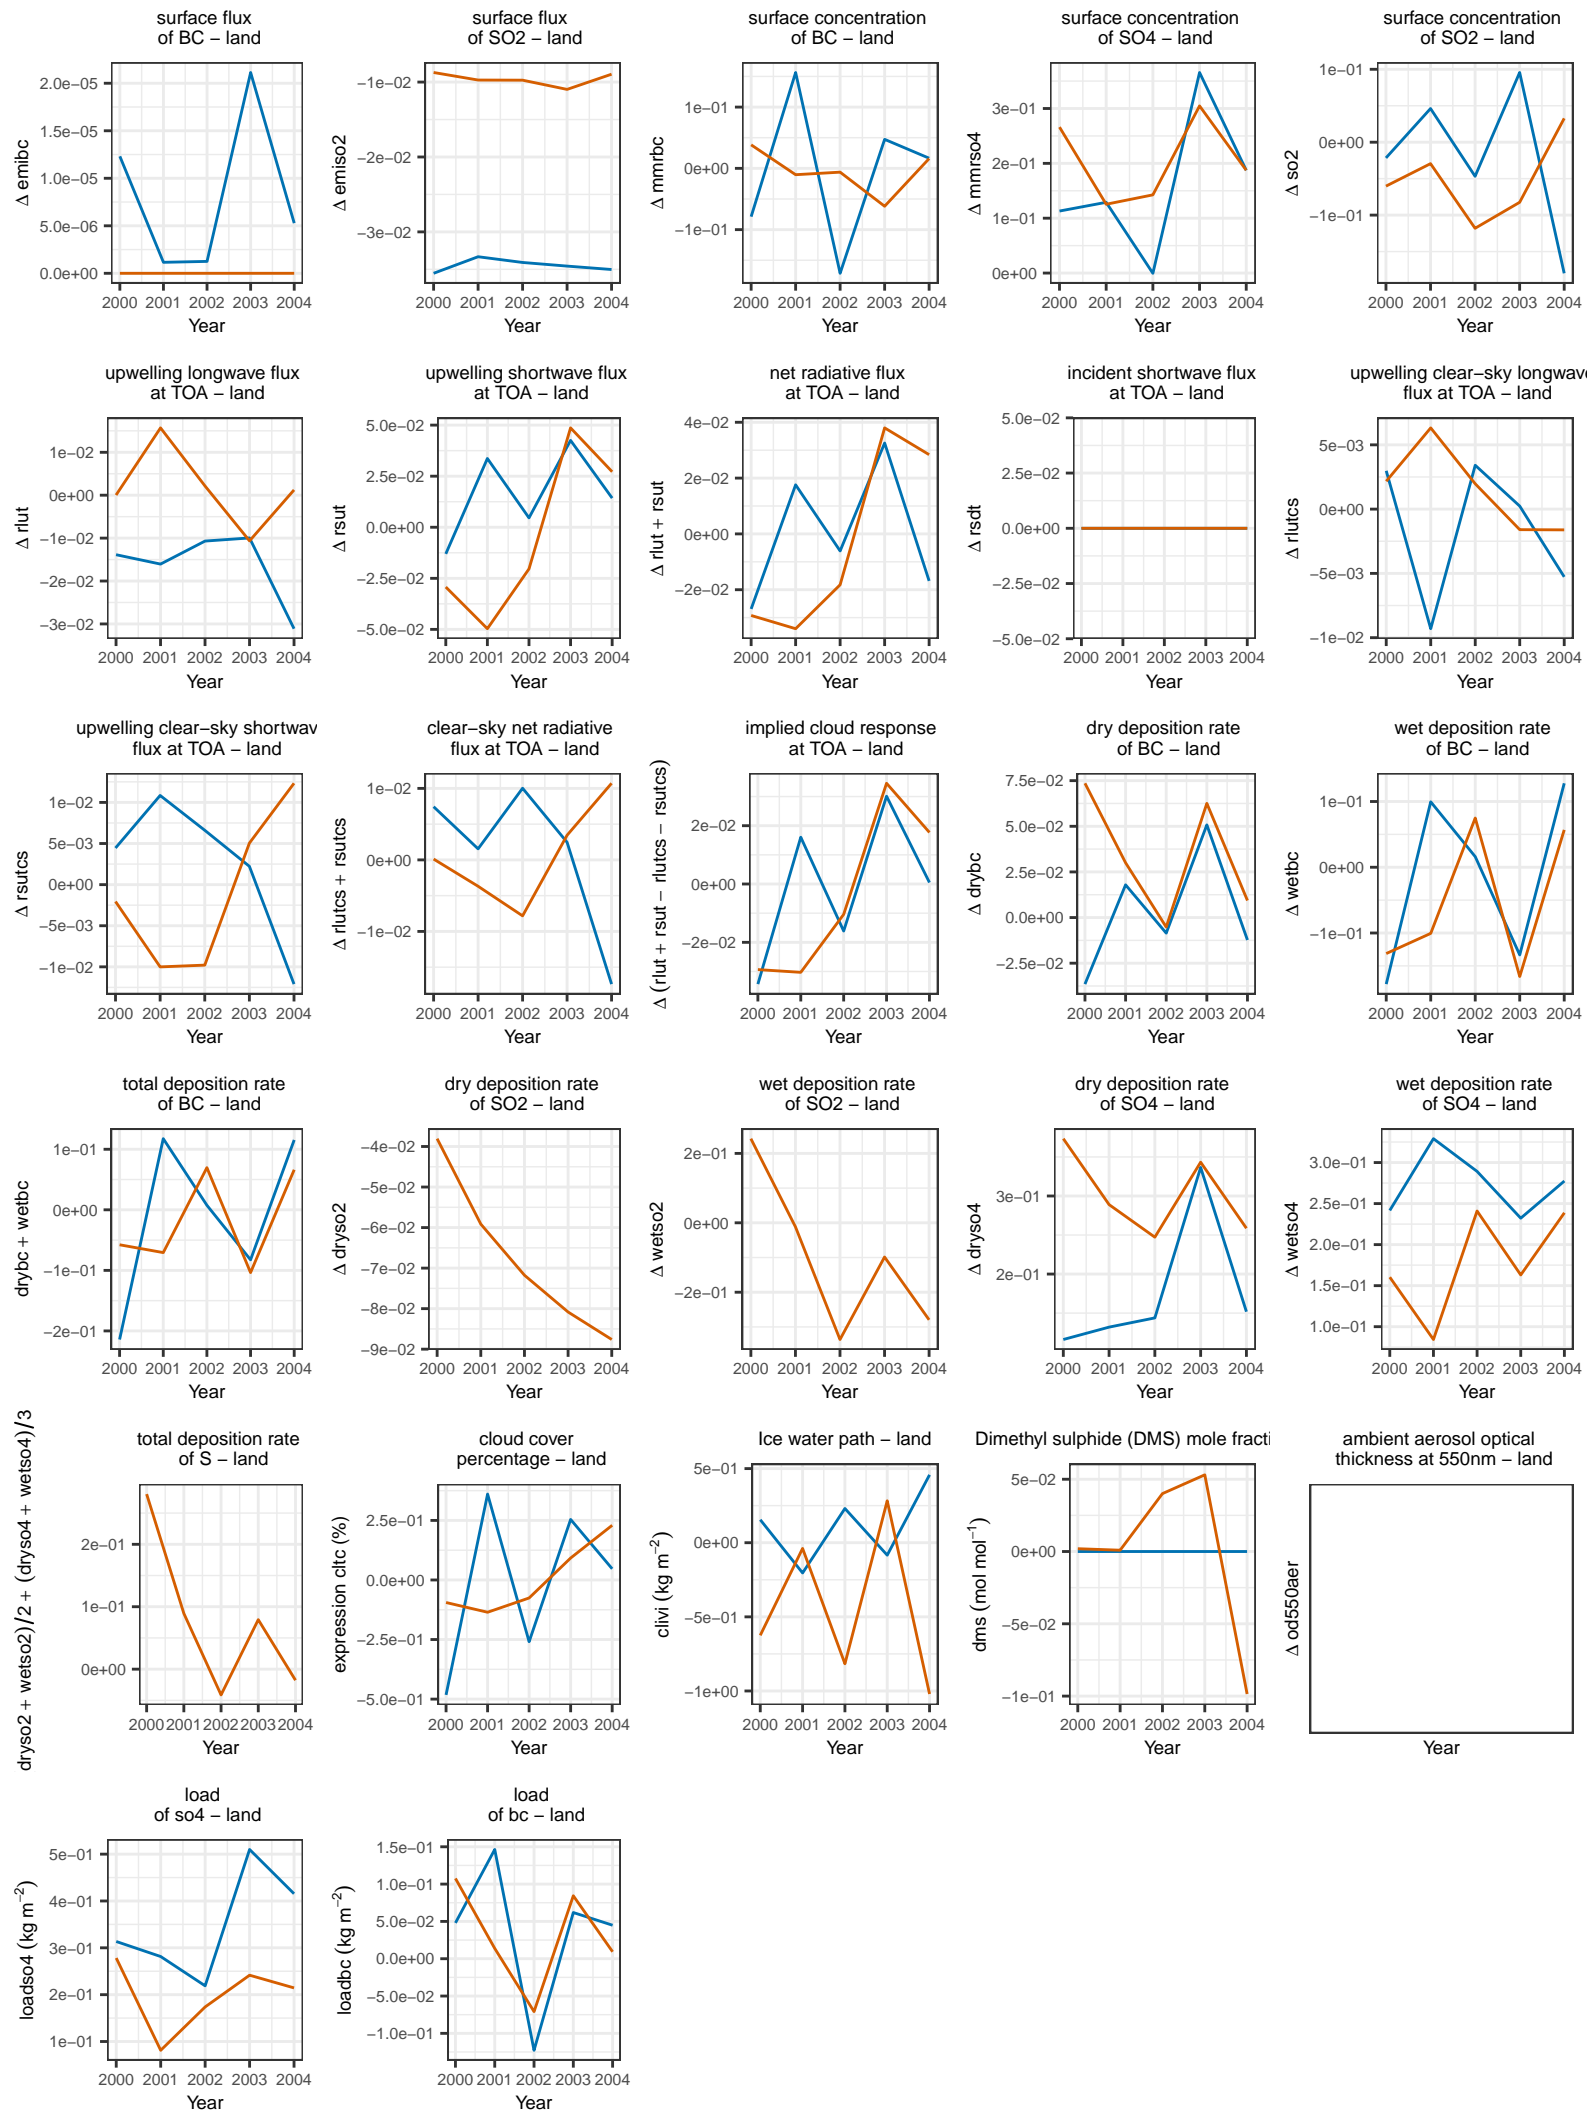 surface flux
of BC − land
surface flux
of SO2 − land
surface concentration
of BC − land
surface concentration
of SO4 − land
surface concentration
of SO2 − land
Δ emibc
2.0e−05
1.5e−05
1.0e−05
5.0e−06
0.0e+00
2000 2001 2002 2003 2004
Year
Δ emiso2
−1e−02
−2e−02
−3e−02
2000 2001 2002 2003 2004
Year
Δ mmrbc
1e−01
0e+00
−1e−01
2000 2001 2002 2003 2004
Year
Δ mmrso4
3e−01
2e−01
1e−01
0e+00
2000 2001 2002 2003 2004
Year
Δ so2
1e−01
0e+00
−1e−01
2000 2001 2002 2003 2004
Year
upwelling longwave flux
at TOA − land
upwelling shortwave flux
at TOA − land
net radiative flux
at TOA − land
incident shortwave flux
at TOA − land
upwelling clear−sky longwave
flux at TOA − land
Δ rlut
1e−02
0e+00
−1e−02
−2e−02
−3e−02
2000 2001 2002 2003 2004
Year
Δ rsut
5.0e−02
2.5e−02
0.0e+00
−2.5e−02
−5.0e−02
2000 2001 2002 2003 2004
Year
Δ rlut + rsut
4e−02
2e−02
0e+00
−2e−02
2000 2001 2002 2003 2004
Year
Δ rsdt
5.0e−02
2.5e−02
0.0e+00
−2.5e−02
−5.0e−02
2000 2001 2002 2003 2004
Year
Δ rlutcs
5e−03
0e+00
−5e−03
−1e−02
2000 2001 2002 2003 2004
Year
upwelling clear−sky shortwav
flux at TOA − land
clear−sky net radiative
flux at TOA − land
implied cloud response
at TOA − land
dry deposition rate
of BC − land
wet deposition rate
of BC − land
Δ rsutcs
1e−02
5e−03
0e+00
−5e−03
−1e−02
2000 2001 2002 2003 2004
Year
Δ rlutcs + rsutcs
1e−02
0e+00
−1e−02
2000 2001 2002 2003 2004
Year
Δ (rlut + rsut − rlutcs − rsutcs)
2e−02
0e+00
−2e−02
2000 2001 2002 2003 2004
Year
Δ drybc
7.5e−02
5.0e−02
2.5e−02
0.0e+00
−2.5e−02
2000 2001 2002 2003 2004
Year
Δ wetbc
1e−01
0e+00
−1e−01
2000 2001 2002 2003 2004
Year
total deposition rate
of BC − land
dry deposition rate
of SO2 − land
wet deposition rate
of SO2 − land
dry deposition rate
of SO4 − land
wet deposition rate
of SO4 − land
drybc + wetbc
1e−01
0e+00
−1e−01
−2e−01
2000 2001 2002 2003 2004
Year
Δ dryso2
−4e−02
−5e−02
−6e−02
−7e−02
−8e−02
−9e−02
2000 2001 2002 2003 2004
Year
Δ wetso2
2e−01
0e+00
−2e−01
2000 2001 2002 2003 2004
Year
Δ dryso4
3e−01
2e−01
2000 2001 2002 2003 2004
Year
Δ wetso4
3.0e−01
2.5e−01
2.0e−01
1.5e−01
1.0e−01
2000 2001 2002 2003 2004
Year
total deposition rate
of S − land
cloud cover
percentage − land
Ice water path − land
Dimethyl sulphide (DMS) mole fracti
ambient aerosol optical
thickness at 550nm − land
dryso2 + wetso2)/2 + (dryso4 + wetso4)/3
2e−01
1e−01
0e+00
2000 2001 2002 2003 2004
Year
expression cltc (%)
2.5e−01
0.0e+00
−2.5e−01
−5.0e−01
2000 2001 2002 2003 2004
Year
clivi (kg m⁻²)
5e−01
0e+00
−5e−01
−1e+00
2000 2001 2002 2003 2004
Year
dms (mol mol⁻¹)
5e−02
0e+00
−5e−02
−1e−01
2000 2001 2002 2003 2004
Year
Δ od550aer
Year
load
of so4 − land
load
of bc − land
loadso4 (kg m⁻²)
5e−01
4e−01
3e−01
2e−01
1e−01
2000 2001 2002 2003 2004
Year
loadbc (kg m⁻²)
1.5e−01
1.0e−01
5.0e−02
0.0e+00
−5.0e−02
−1.0e−01
2000 2001 2002 2003 2004
Year